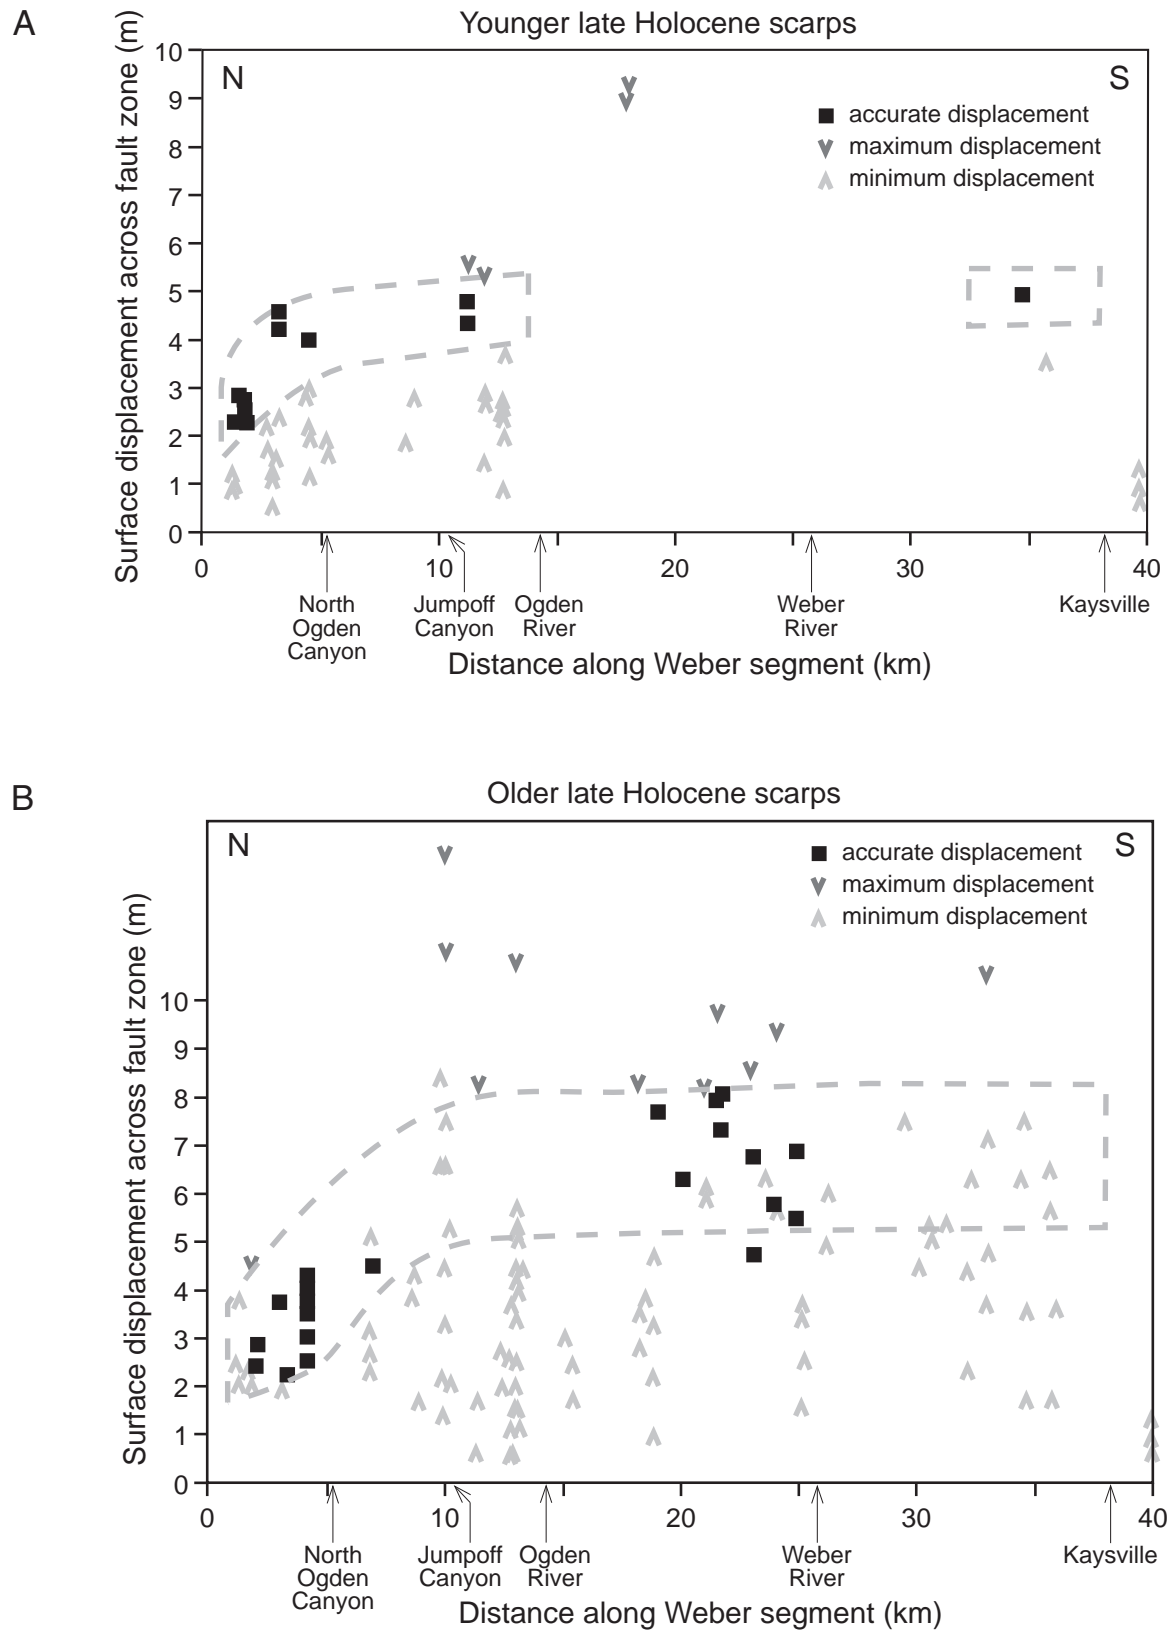 A
Younger late Holocene scarps
Surface displacement across fault zone (m)
10
9
8
7
6
5
4
3
2
1
0
N
S
accurate displacement
maximum displacement
minimum displacement
0
10
20
30
40
North
Ogden
Canyon
Jumpoff
Canyon
Ogden
River
Weber
River
Kaysville
Distance along Weber segment (km)
B
Older late Holocene scarps
Surface displacement across fault zone (m)
N
S
accurate displacement
maximum displacement
minimum displacement
10
9
8
7
6
5
4
3
2
1
0
0
10
20
30
40
North
Ogden
Canyon
Jumpoff
Canyon
Ogden
River
Weber
River
Kaysville
Distance along Weber segment (km)